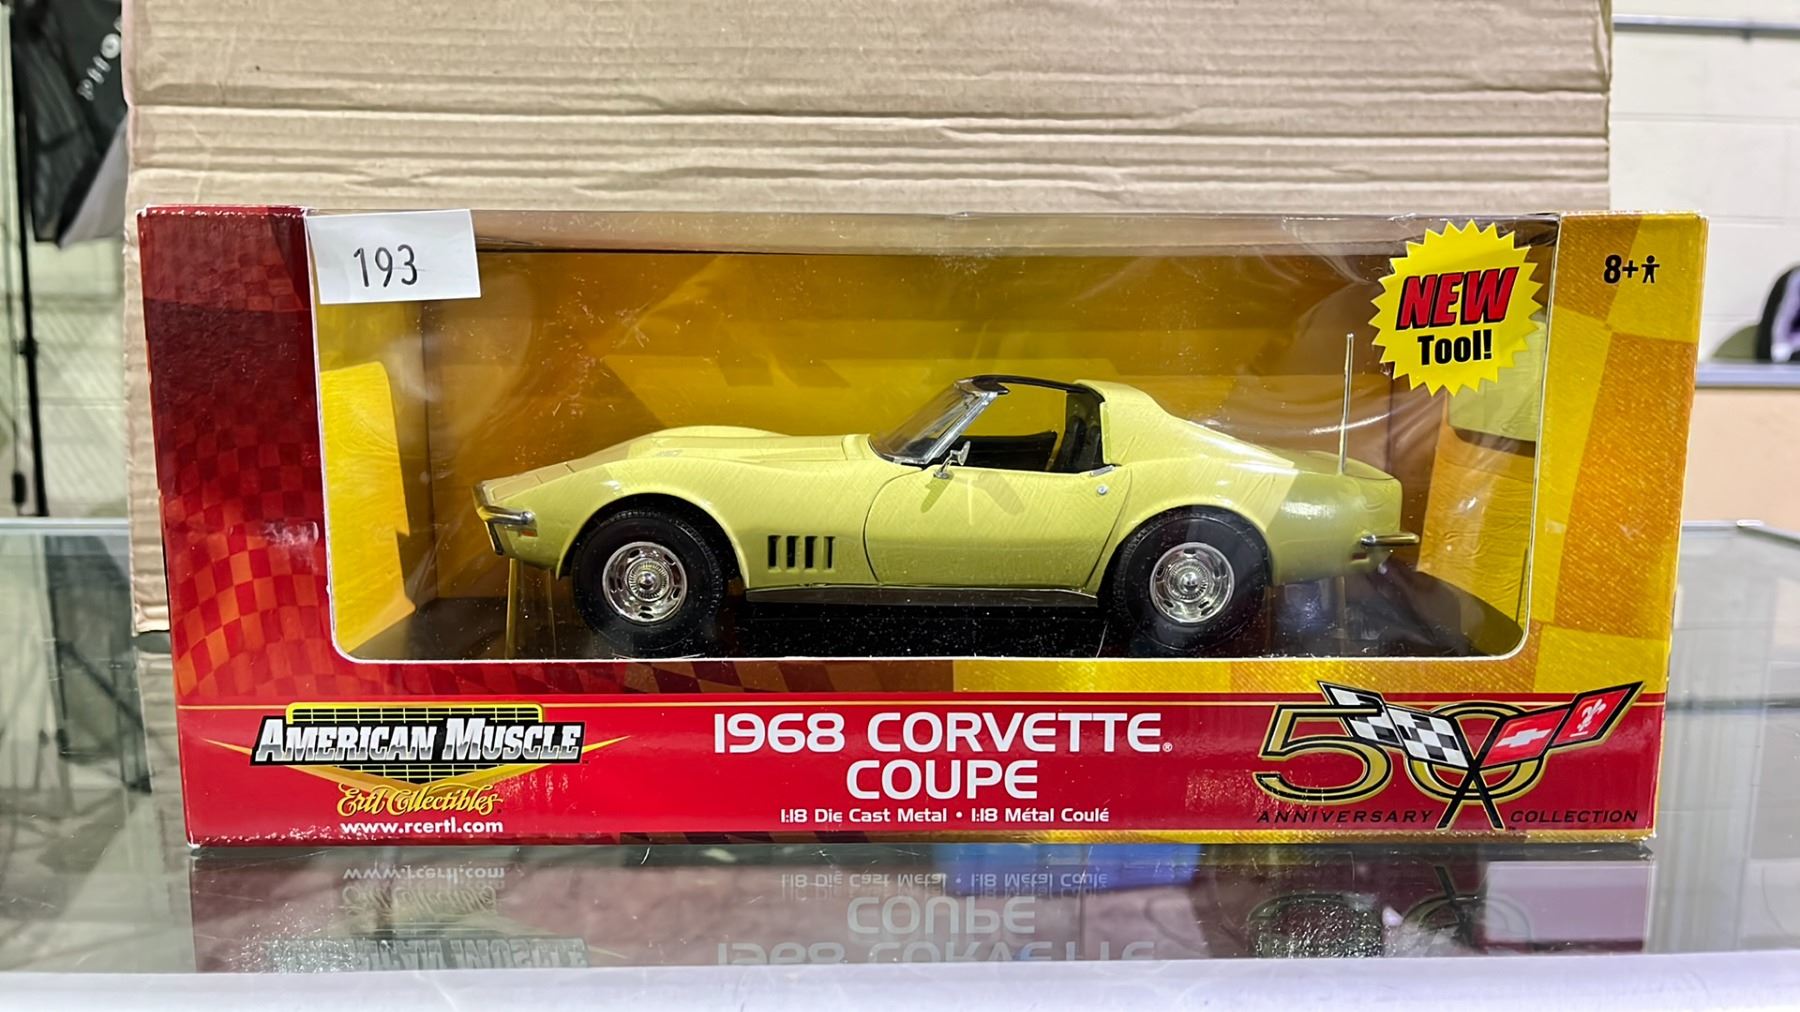 193
NEW
Tool!
8+
AMERICAN MUSCLE
Ertl Collectibles
www.rcertl.com
1968 CORVETTE®
COUPE
1:18 Die Cast Metal • 1:18 Métal Coulé
50
ANNIVERSARY COLLECTION™